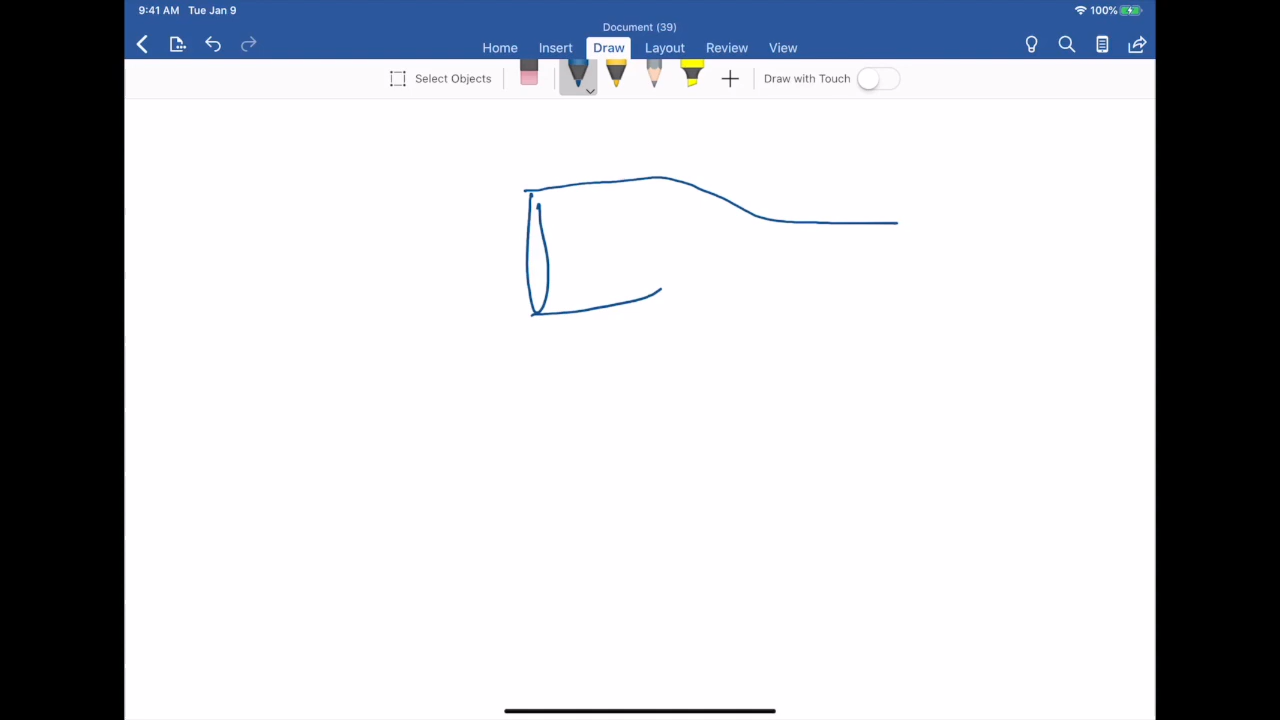 9:41 AM Tue Jan 9 100%
Document (39)
Home Insert Draw Layout Review View
Select Objects Draw with Touch